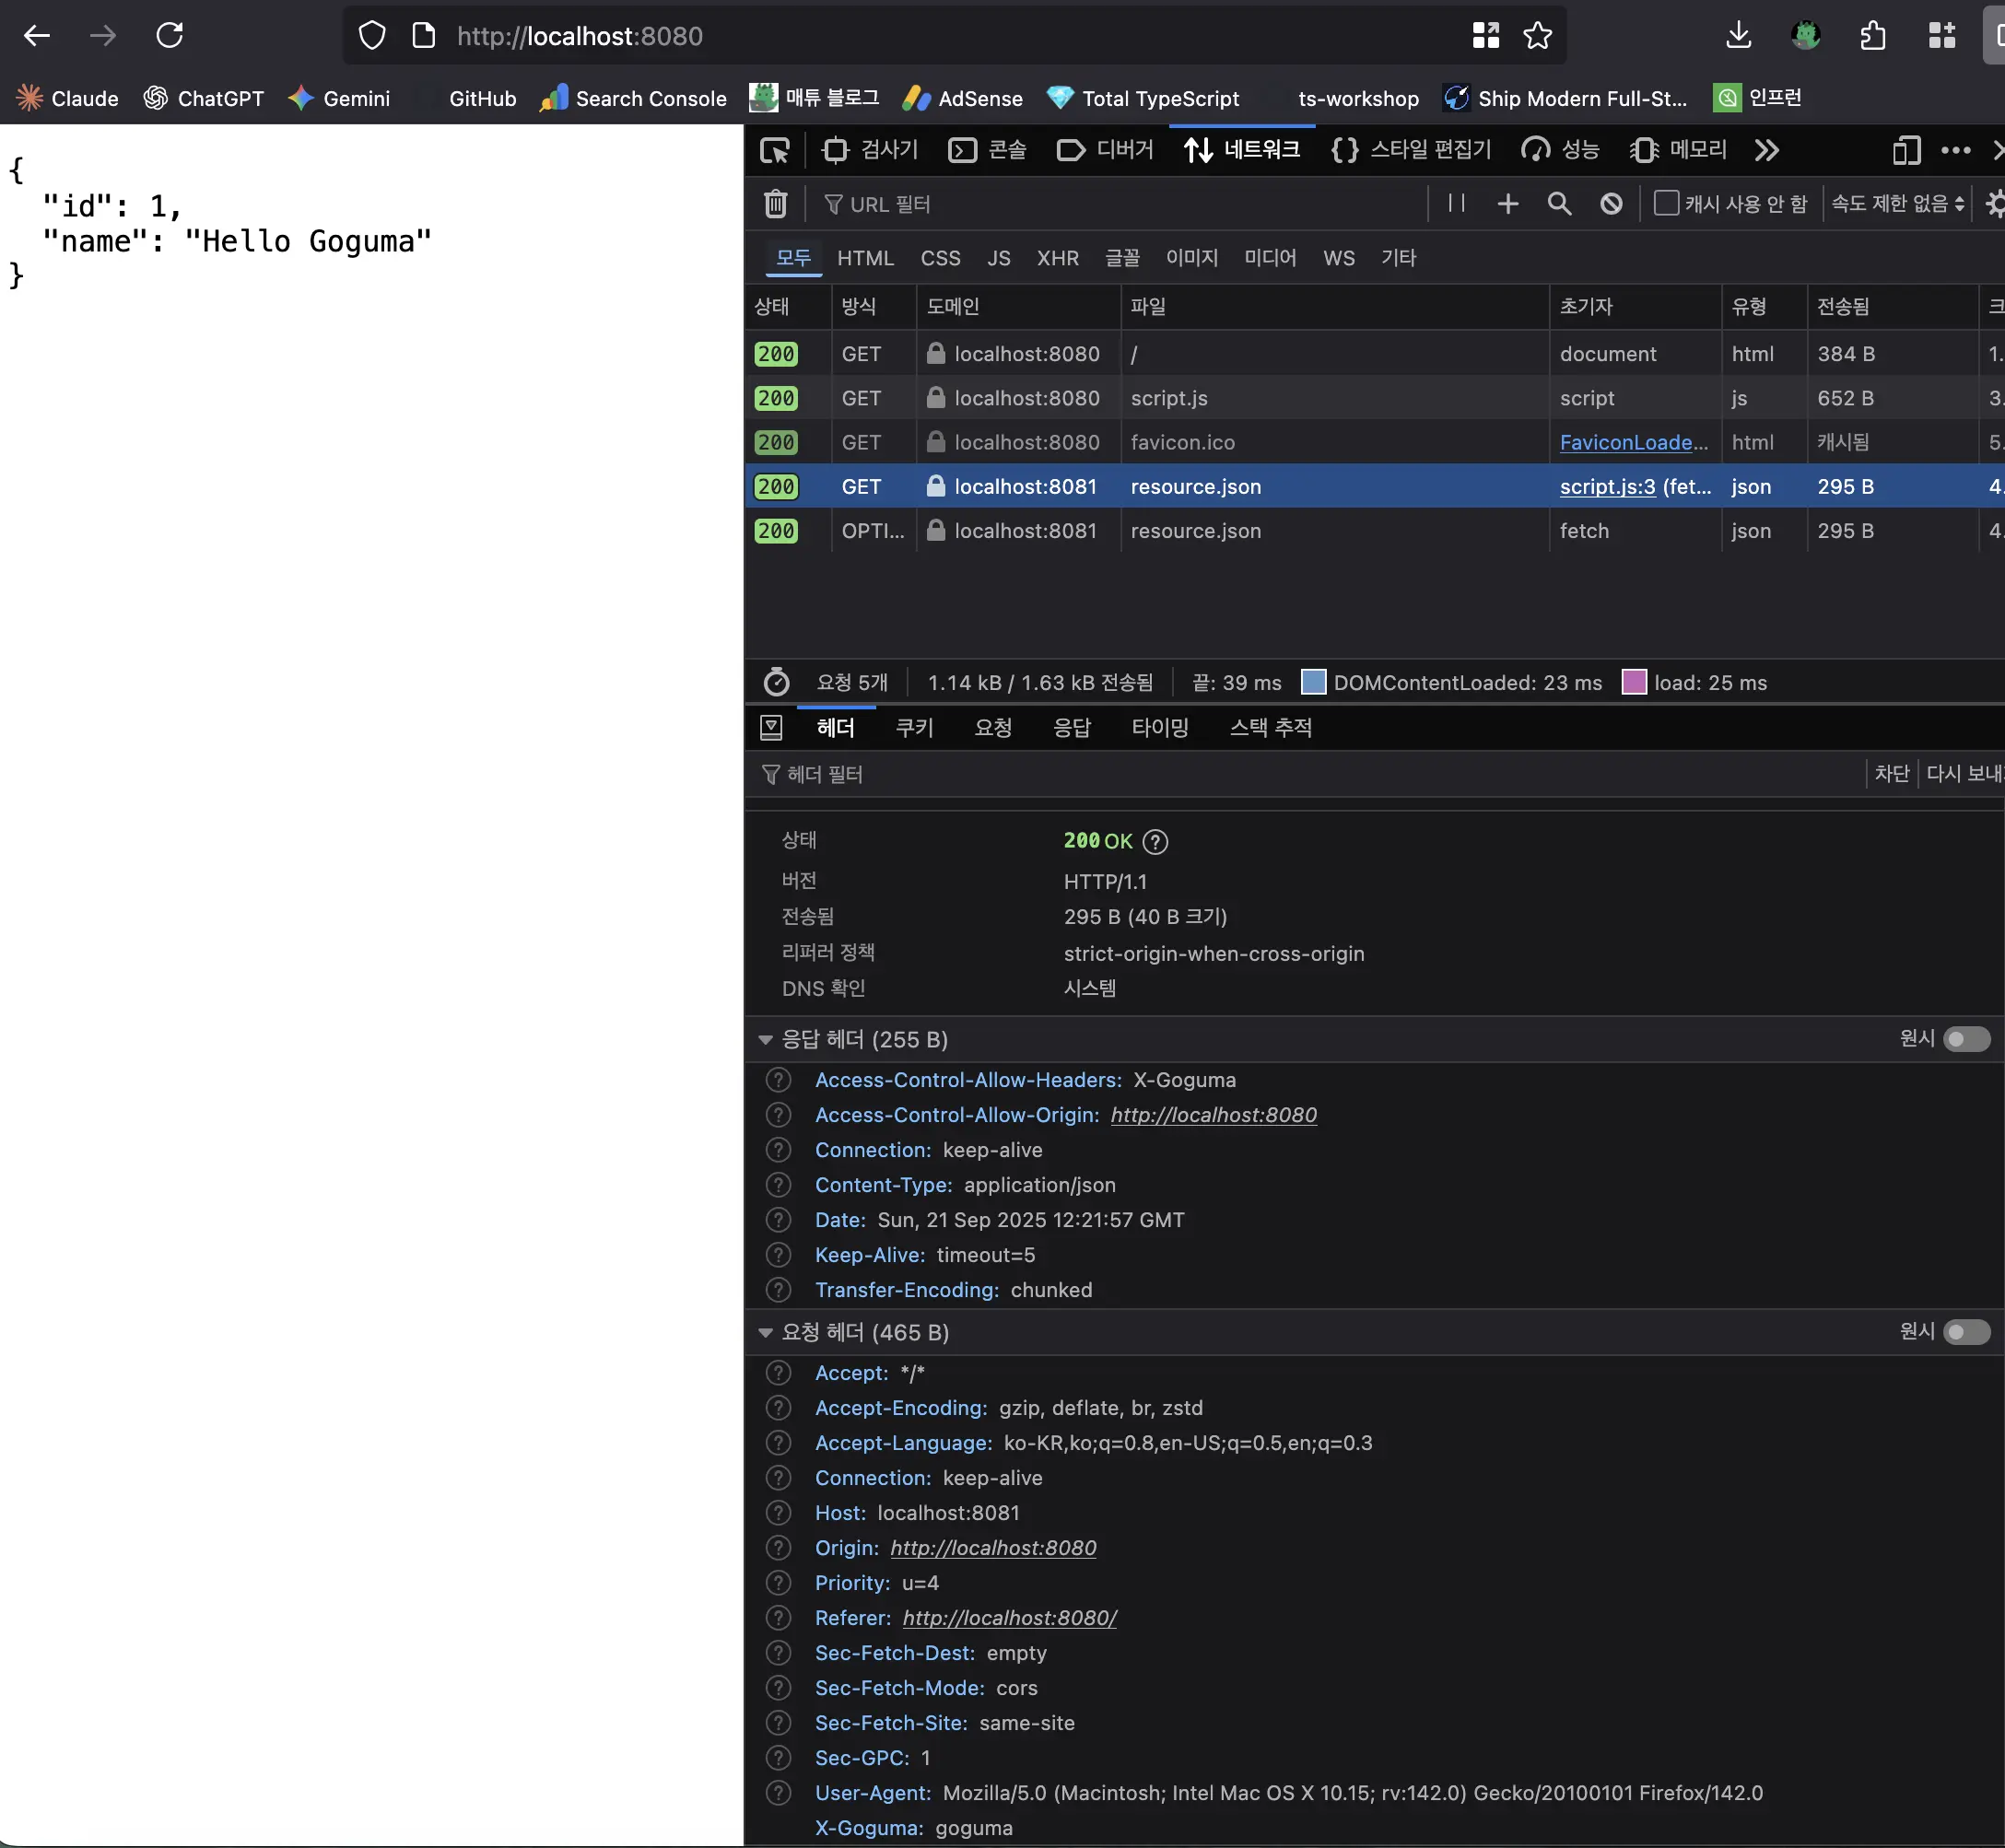 http://localhost:8080
Claude ChatGPT Gemini GitHub Search Console 매튜 블로그 AdSense Total TypeScript ts-workshop Ship Modern Full-St... 인프런
{
"id": 1,
"name": "Hello Goguma"
}
검사기 콘솔 디버거 네트워크 스타일 편집기 성능 메모리
URL 필터 캐시 사용 안 함 속도 제한 없음
모두 HTML CSS JS XHR 글꼴 이미지 미디어 WS 기타
상태 방식 도메인 파일 초기자 유형 전송됨 크
200 GET localhost:8080 / document html 384 B 1.
200 GET localhost:8080 script.js script js 652 B 3.
200 GET localhost:8080 favicon.ico FaviconLoade... html 캐시됨 5.
200 GET localhost:8081 resource.json script.js:3 (fet... json 295 B 4.
200 OPTI... localhost:8081 resource.json fetch json 295 B 4.
요청 5개 1.14 kB / 1.63 kB 전송됨 끝: 39 ms DOMContentLoaded: 23 ms load: 25 ms
헤더 쿠키 요청 응답 타이밍 스택 추적
헤더 필터 차단 다시 보내
상태 200 OK
버전 HTTP/1.1
전송됨 295 B (40 B 크기)
리퍼러 정책 strict-origin-when-cross-origin
DNS 확인 시스템
응답 헤더 (255 B) 원시
Access-Control-Allow-Headers: X-Goguma
Access-Control-Allow-Origin: http://localhost:8080
Connection: keep-alive
Content-Type: application/json
Date: Sun, 21 Sep 2025 12:21:57 GMT
Keep-Alive: timeout=5
Transfer-Encoding: chunked
요청 헤더 (465 B) 원시
Accept: */*
Accept-Encoding: gzip, deflate, br, zstd
Accept-Language: ko-KR,ko;q=0.8,en-US;q=0.5,en;q=0.3
Connection: keep-alive
Host: localhost:8081
Origin: http://localhost:8080
Priority: u=4
Referer: http://localhost:8080/
Sec-Fetch-Dest: empty
Sec-Fetch-Mode: cors
Sec-Fetch-Site: same-site
Sec-GPC: 1
User-Agent: Mozilla/5.0 (Macintosh; Intel Mac OS X 10.15; rv:142.0) Gecko/20100101 Firefox/142.0
X-Goguma: goguma